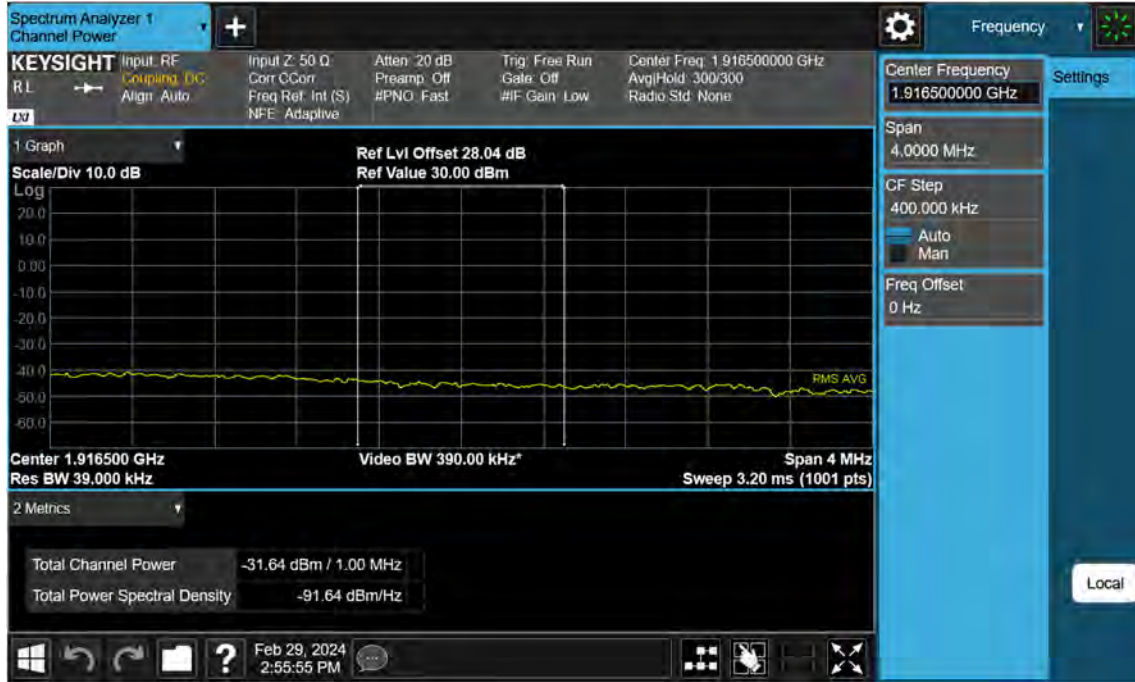 Spectrum Analyzer 1
Channel Power
+
Frequency
KEYSIGHT
RL
LXI
Input: RF
Coupling: DC
Align: Auto
Input Z: 50 Ω
Corr CCorr
Freq Ref: Int (S)
NFE: Adaptive
Atten: 20 dB
Preamp: Off
#PNO: Fast
Trig: Free Run
Gate: Off
#IF Gain: Low
Center Freq: 1.916500000 GHz
Avg|Hold: 300/300
Radio Std: None
Center Frequency
1.916500000 GHz
Settings
Span
4.0000 MHz
CF Step
400.000 kHz
Auto
Man
Freq Offset
0 Hz
1 Graph
Scale/Div 10.0 dB
Ref Lvl Offset 28.04 dB
Ref Value 30.00 dBm
Log
20.0
10.0
0.00
-10.0
-20.0
-30.0
-40.0
-50.0
-60.0
RMS AVG
Center 1.916500 GHz
Res BW 39.000 kHz
Video BW 390.00 kHz*
Span 4 MHz
Sweep 3.20 ms (1001 pts)
2 Metrics
Total Channel Power -31.64 dBm / 1.00 MHz
Total Power Spectral Density -91.64 dBm/Hz
Local
?
Feb 29, 2024
2:55:55 PM